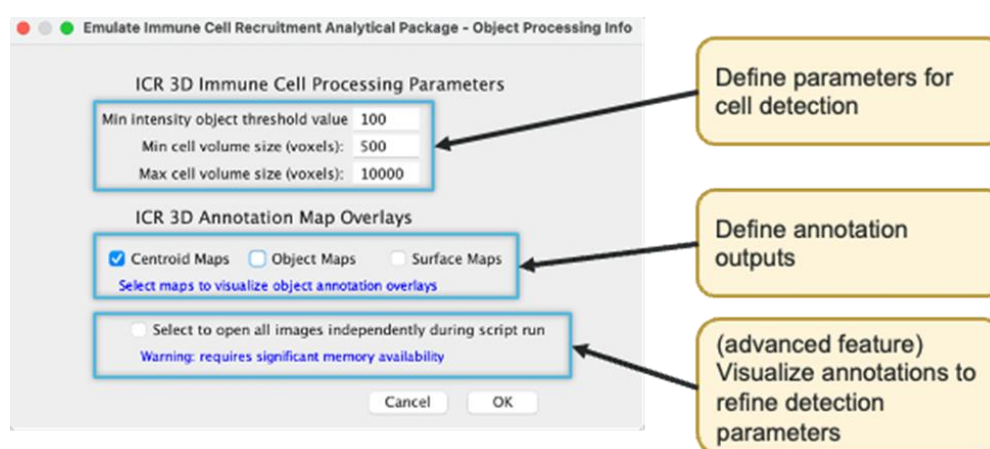 Emulate Immune Cell Recruitment Analytical Package - Object Processing Info
ICR 3D Immune Cell Processing Parameters
Min intensity object threshold value 100
Min cell volume size (voxels): 500
Max cell volume size (voxels): 10000
ICR 3D Annotation Map Overlays
Centroid Maps Object Maps Surface Maps
Select maps to visualize object annotation overlays
Select to open all images independently during script run
Warning: requires significant memory availability
Cancel OK
Define parameters for
cell detection
Define annotation
outputs
(advanced feature)
Visualize annotations to
refine detection
parameters